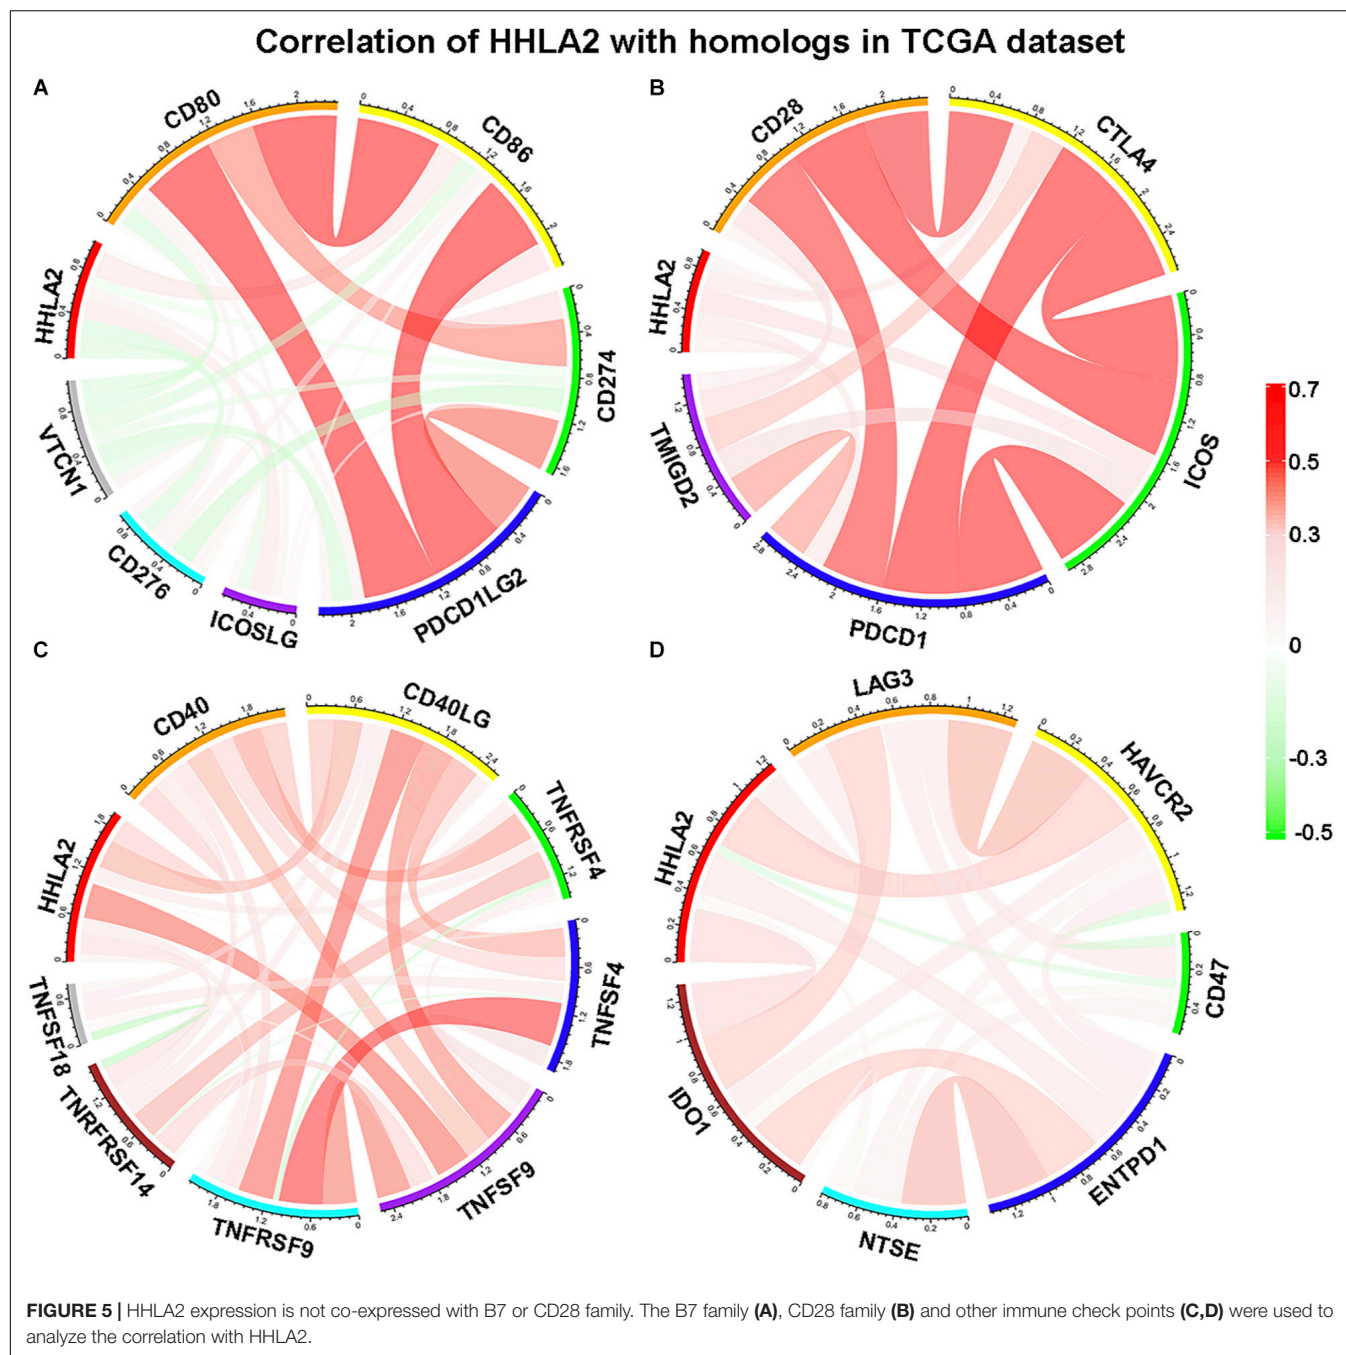 Correlation of HHLA2 with homologs in TCGA dataset
A
CD80
CD86
CD274
PDCD1LG2
ICOSLG
CD276
VTCN1
HHLA2
B
CD28
CTLA4
ICOS
PDCD1
TMIGD2
HHLA2
0.7
0.5
0.3
0
-0.3
-0.5
C
CD40
CD40LG
TNFRSF4
TNFSF4
TNFSF9
TNFRSF9
TNRFRSF14
TNFSF18
HHLA2
D
LAG3
HAVCR2
CD47
ENTPD1
NTSE
IDO1
HHLA2
FIGURE 5 | HHLA2 expression is not co-expressed with B7 or CD28 family. The B7 family (A), CD28 family (B) and other immune check points (C,D) were used to
analyze the correlation with HHLA2.